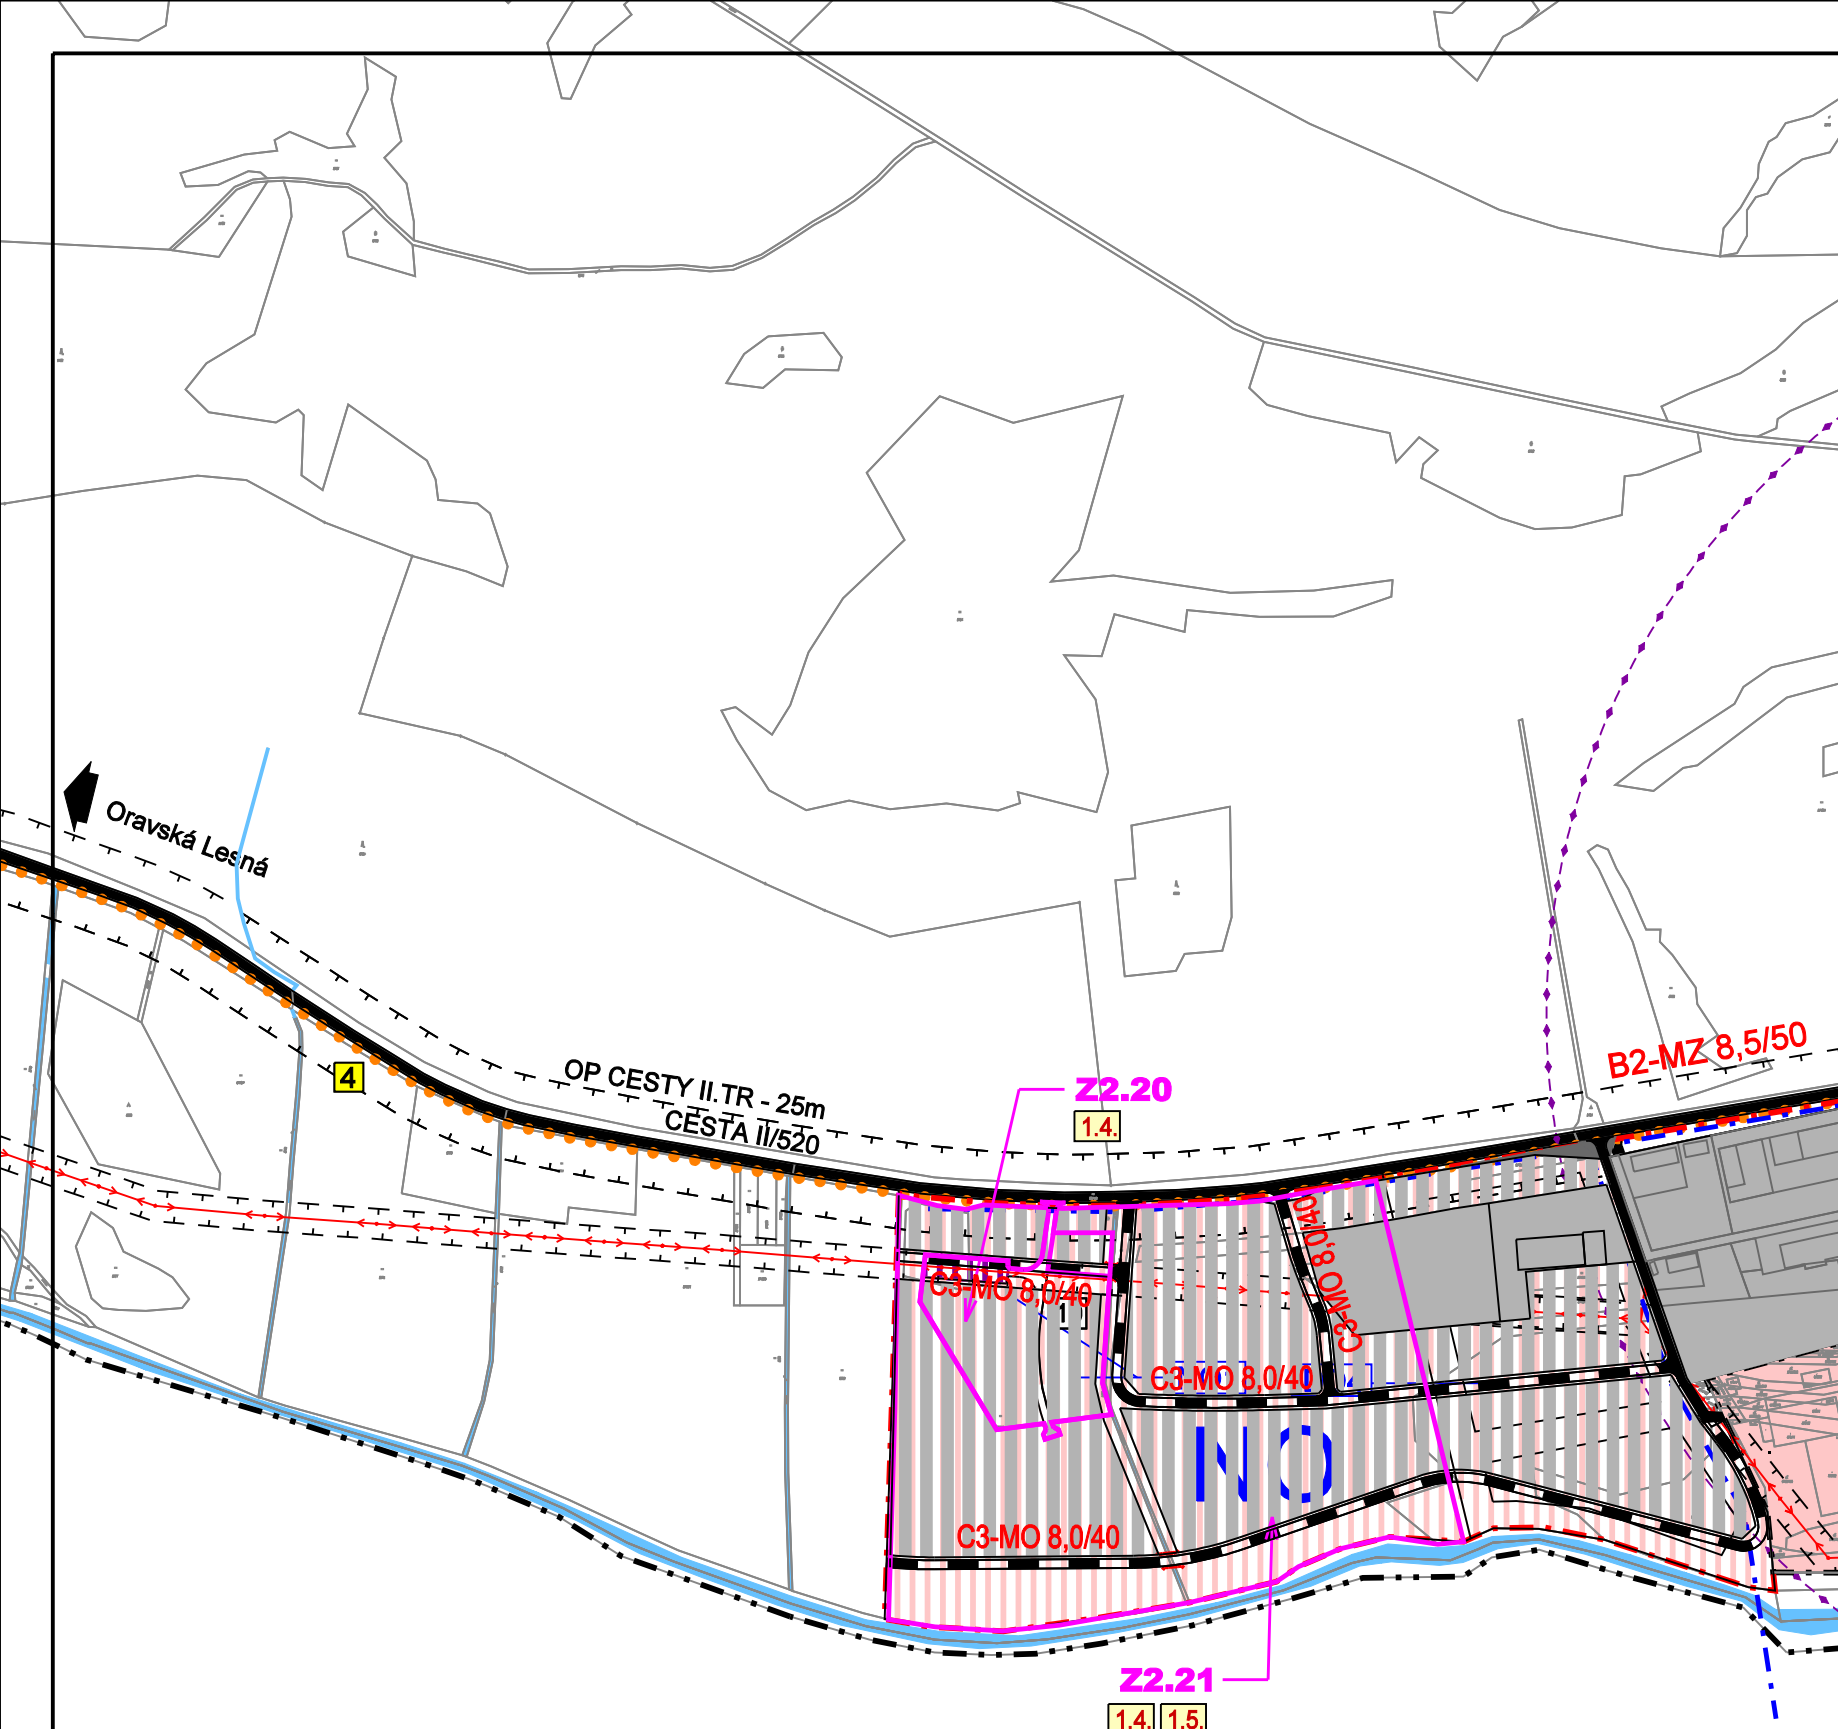 Oravská Lesná
B2-MZ 8,5/50
OP CESTY II.TR - 25m
CESTA II/520
4
Z2.20
1.4.
C3-MO 8,0/40
C3-MO 8,0/40
C3-MO 8,0/40
N O
C3-MO 8,0/40
Z2.21
1.4. 1.5.